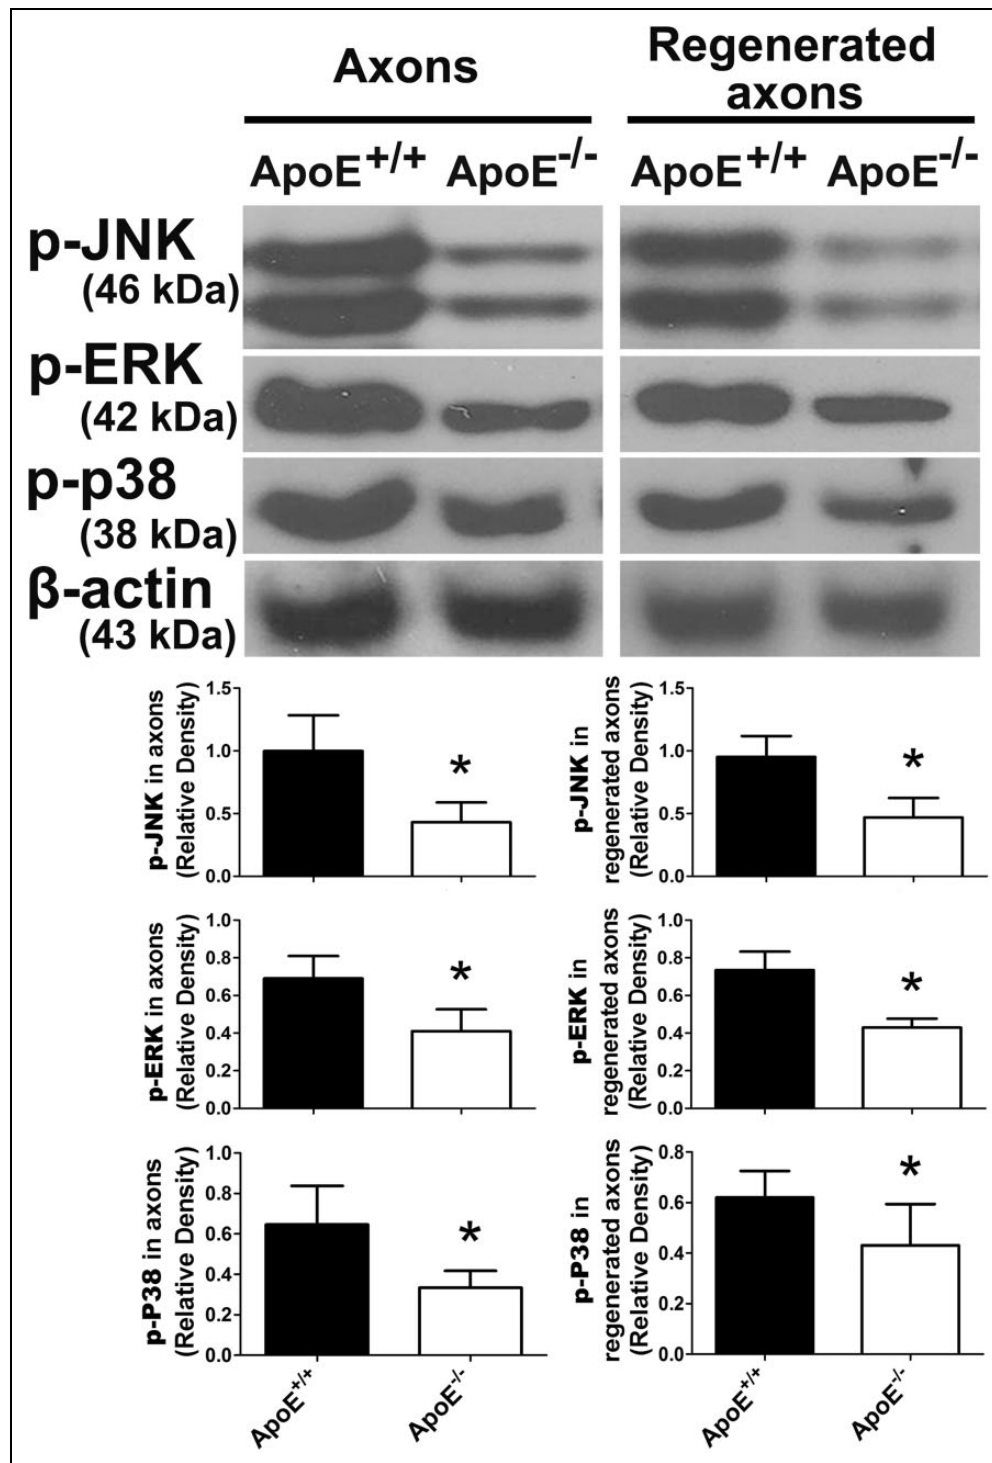 Axons
Regenerated
axons
ApoE+/+ ApoE-/- ApoE+/+ ApoE-/-
p-JNK
(46 kDa)
p-ERK
(42 kDa)
p-p38
(38 kDa)
β-actin
(43 kDa)
p-JNK in axons
(Relative Density)
1.5
1.0
0.5
0.0
*
p-JNK in
regenerated axons
(Relative Density)
1.5
1.0
0.5
0.0
*
p-ERK in axons
(Relative Density)
1.0
0.8
0.6
0.4
0.2
0.0
*
p-ERK in
regenerated axons
(Relative Density)
1.0
0.8
0.6
0.4
0.2
0.0
*
p-P38 in axons
(Relative Density)
1.0
0.8
0.6
0.4
0.2
0.0
*
ApoE+/+
ApoE-/-
p-P38 in
regenerated axons
(Relative Density)
0.8
0.6
0.4
0.2
0.0
*
ApoE+/+
ApoE-/-